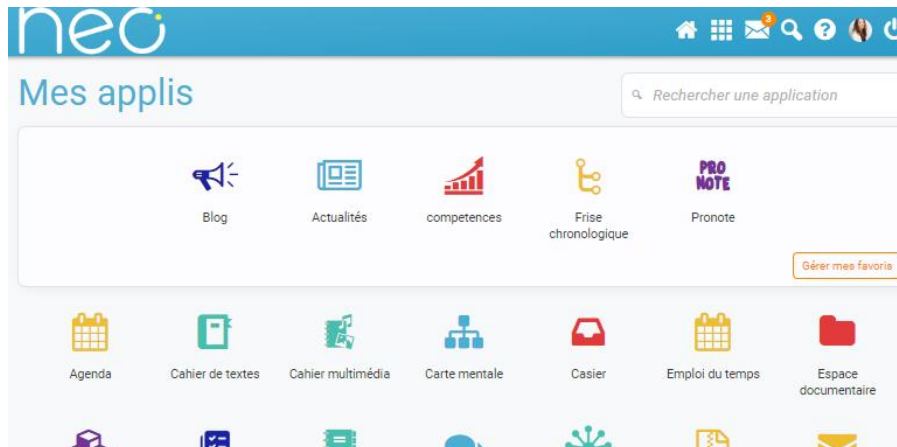 neo
3
Mes applis
Rechercher une application
Blog
Actualités
competences
Frise
chronologique
PRO
NOTE
Pronote
Gérer mes favoris
Agenda
Cahier de textes
Cahier multimédia
Carte mentale
Casier
Emploi du temps
Espace
documentaire